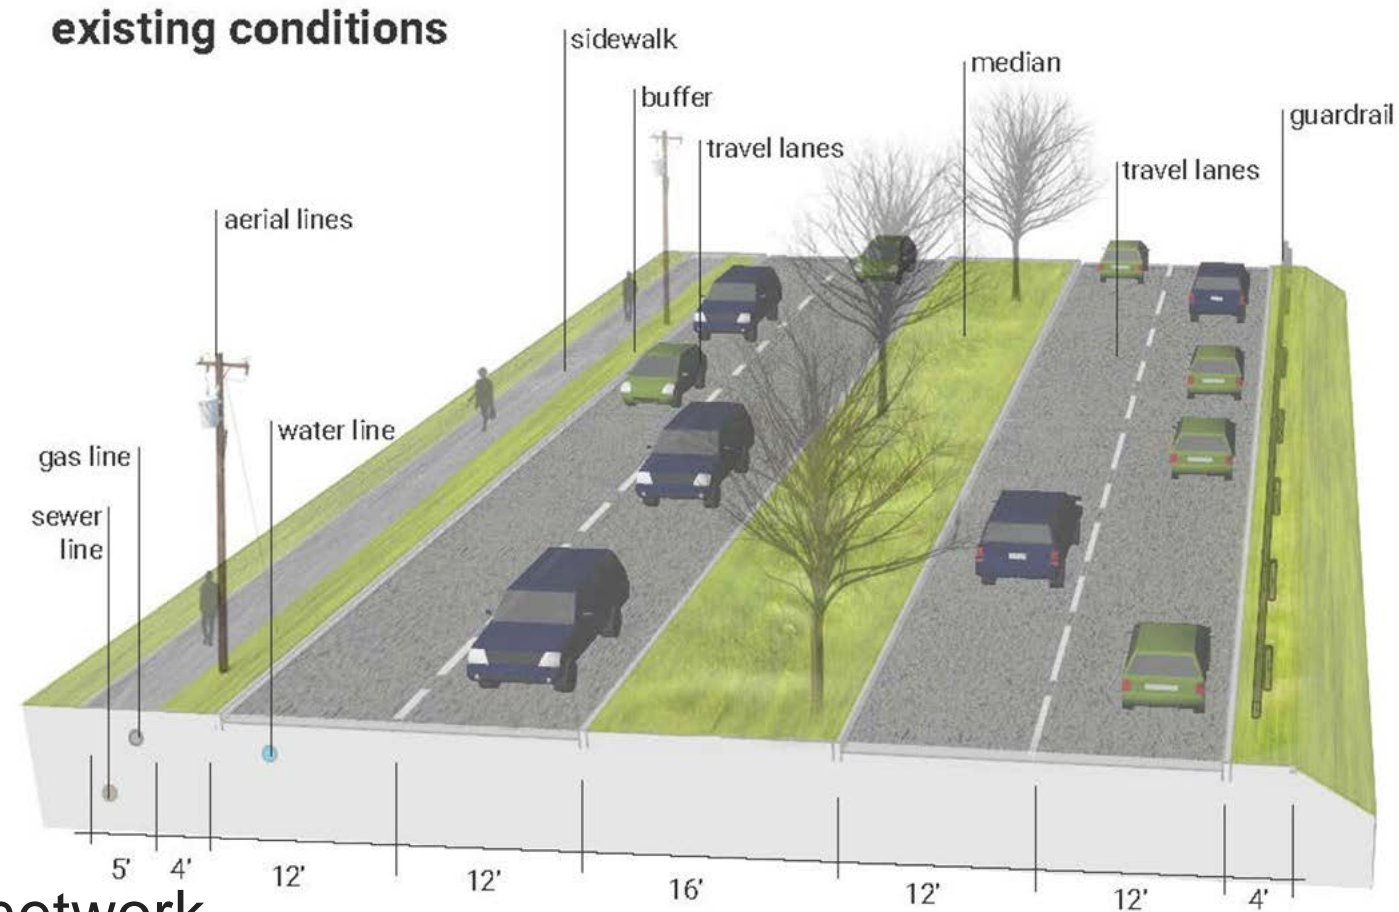 existing conditions
sidewalk
median
buffer
guardrail
travel lanes
travel lanes
aerial lines
water line
gas line
sewer
line
5' 4' 12' 12' 16' 12' 12' 4'
network